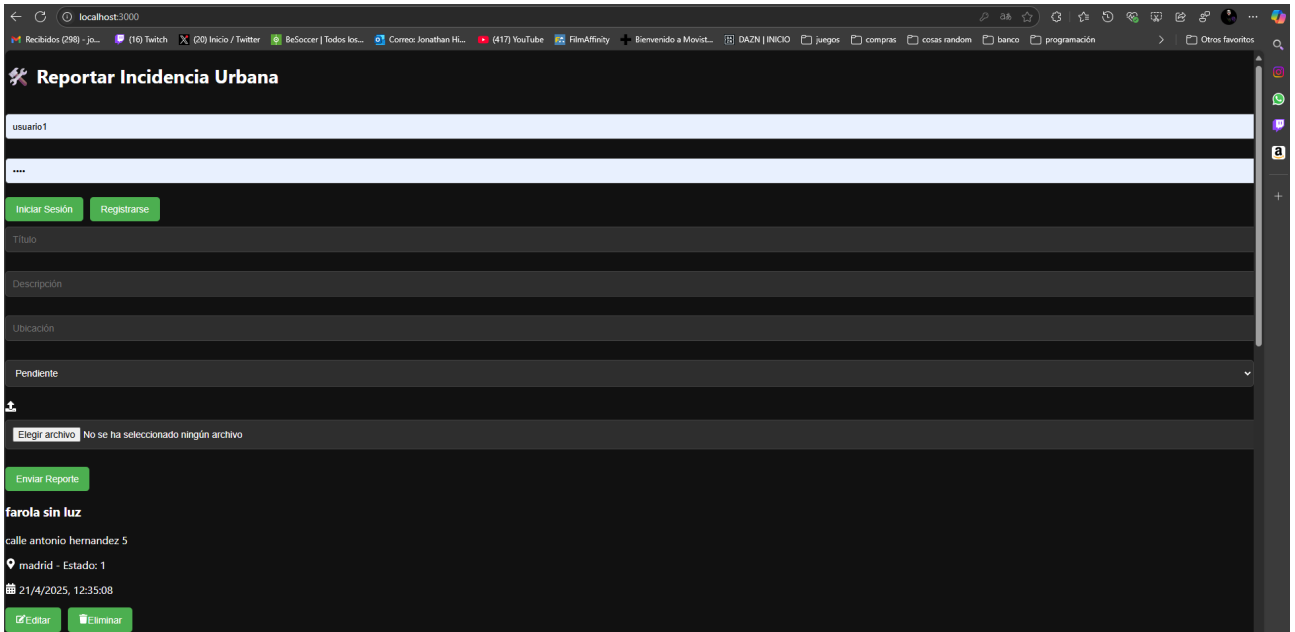 localhost:3000
Recibidos (298) - jo... (16) Twitch (20) Inicio / Twitter BeSoccer | Todos los... Correo: Jonathan Hi... (417) YouTube FilmAffinity Bienvenido a Movist... DAZN | INICIO juegos compras cosas random banco programación Otros favoritos
Reportar Incidencia Urbana
usuario1
••••
Iniciar Sesión Registrarse
Título
Descripción
Ubicación
Pendiente
Elegir archivo No se ha seleccionado ningún archivo
Enviar Reporte
farola sin luz
calle antonio hernandez 5
madrid - Estado: 1
21/4/2025, 12:35:08
Editar Eliminar